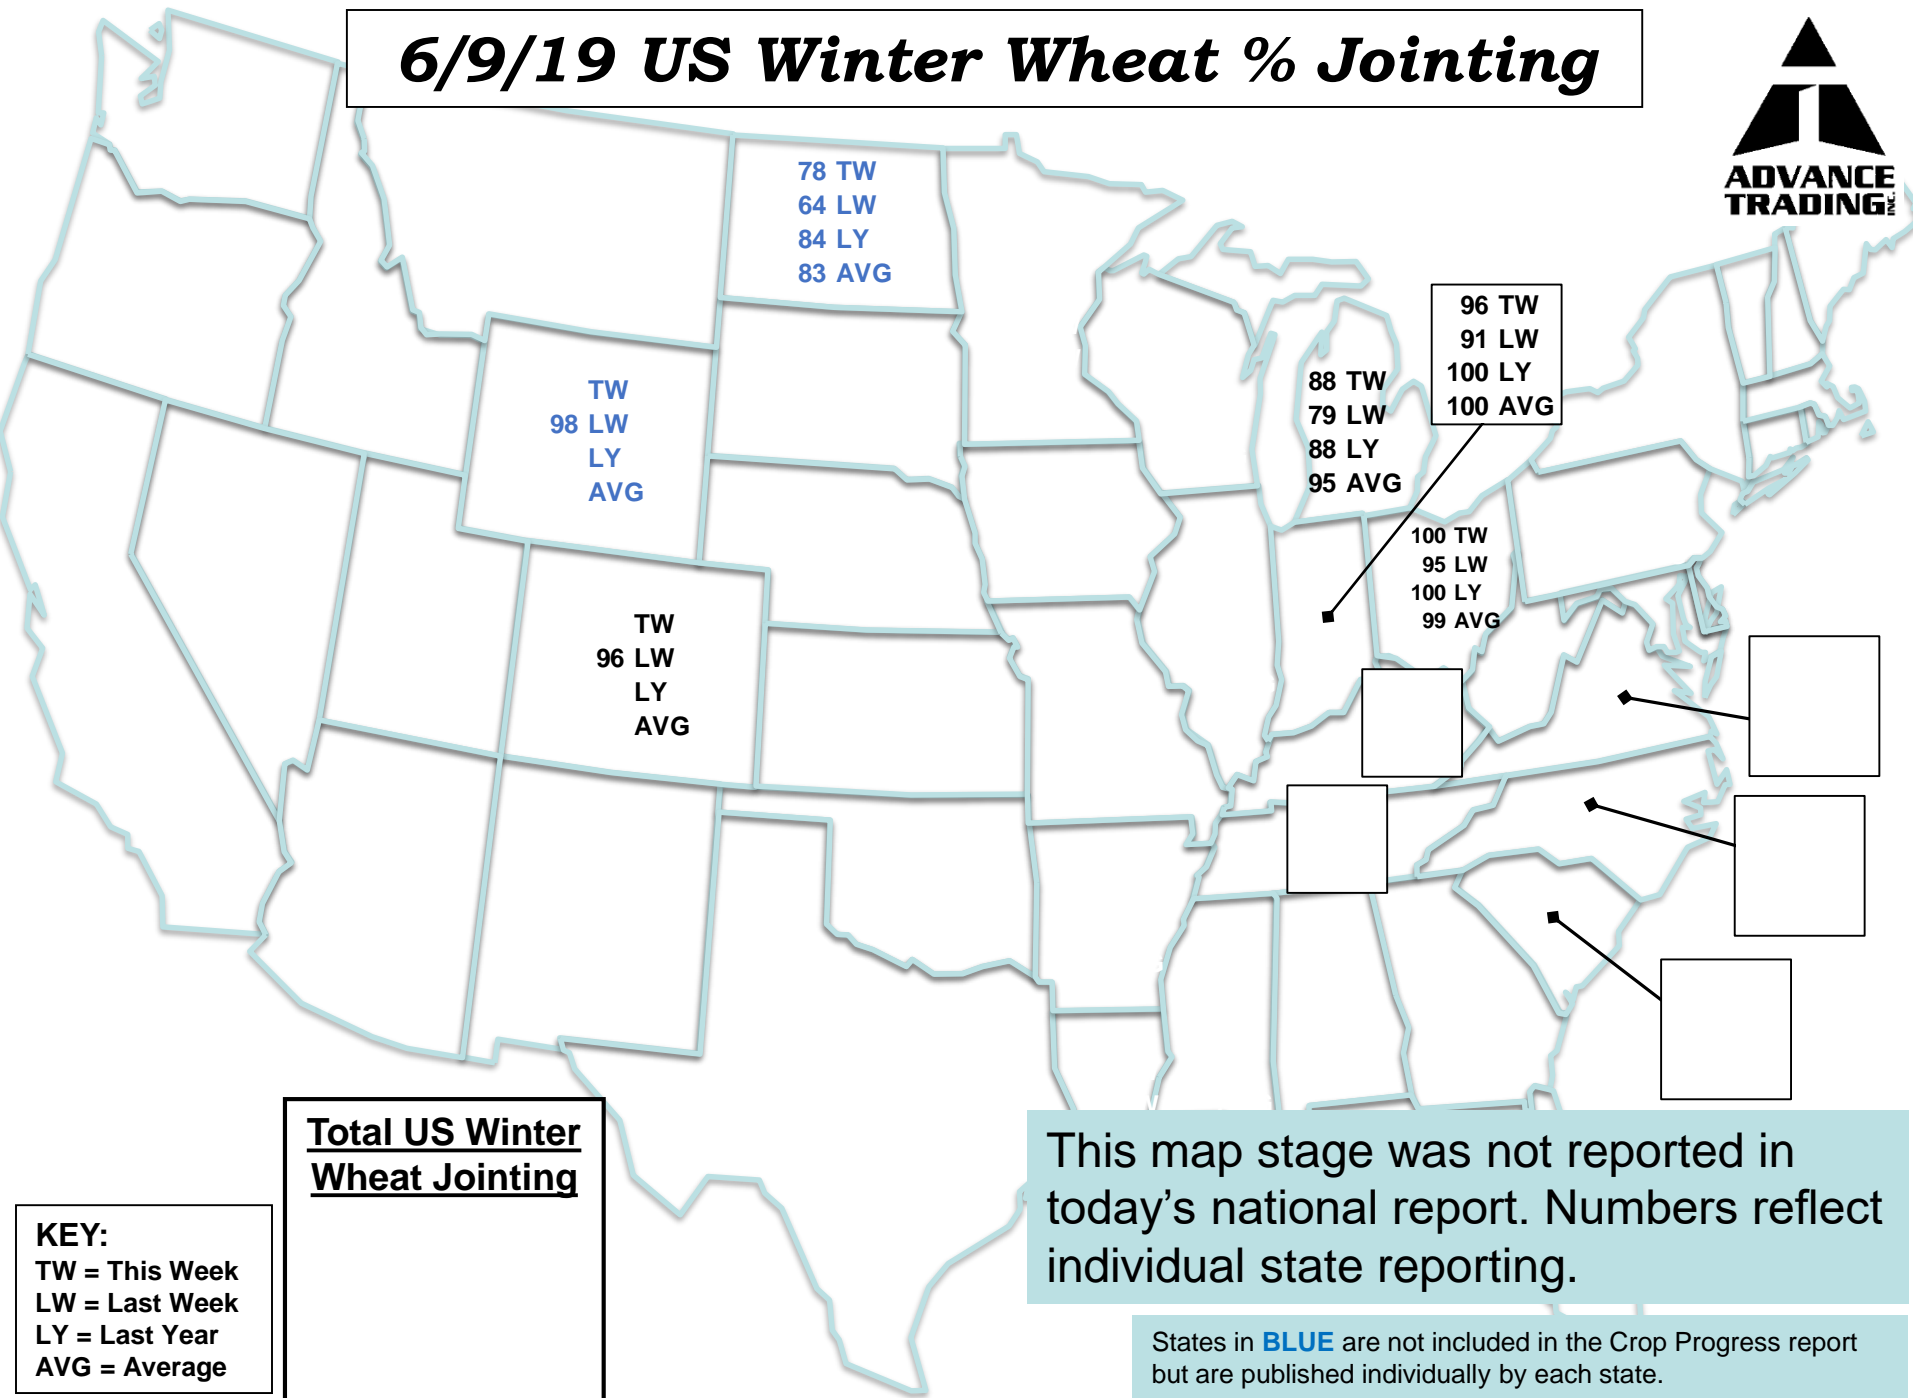 6/9/19 US Winter Wheat % Jointing
ADVANCE
TRADING INC.
78 TW
64 LW
84 LY
83 AVG
96 TW
91 LW
100 LY
100 AVG
TW
98 LW
LY
AVG
88 TW
79 LW
88 LY
95 AVG
100 TW
95 LW
100 LY
99 AVG
TW
96 LW
LY
AVG
Total US Winter
Wheat Jointing
This map stage was not reported in
today’s national report. Numbers reflect
individual state reporting.
KEY:
TW = This Week
LW = Last Week
LY = Last Year
AVG = Average
States in BLUE are not included in the Crop Progress report
but are published individually by each state.